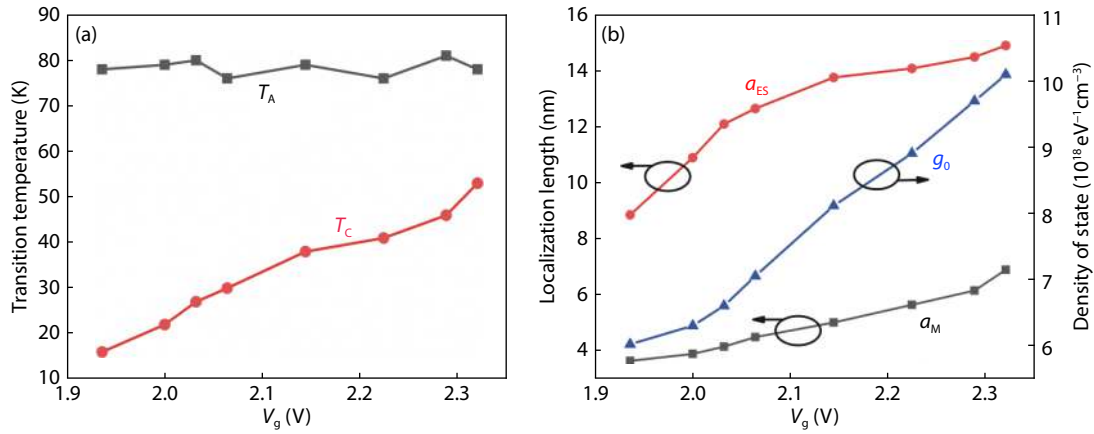 (a)
Transition temperature (K)
90
80
70
60
50
40
30
20
10
T_A
T_C
1.9
2.0
2.1
2.2
2.3
V_g (V)
(b)
Localization length (nm)
16
14
12
10
8
6
4
a_ES
g_0
a_M
1.9
2.0
2.1
2.2
2.3
V_g (V)
11
10
9
8
7
6
Density of state (10^18 eV^−1cm^−3)